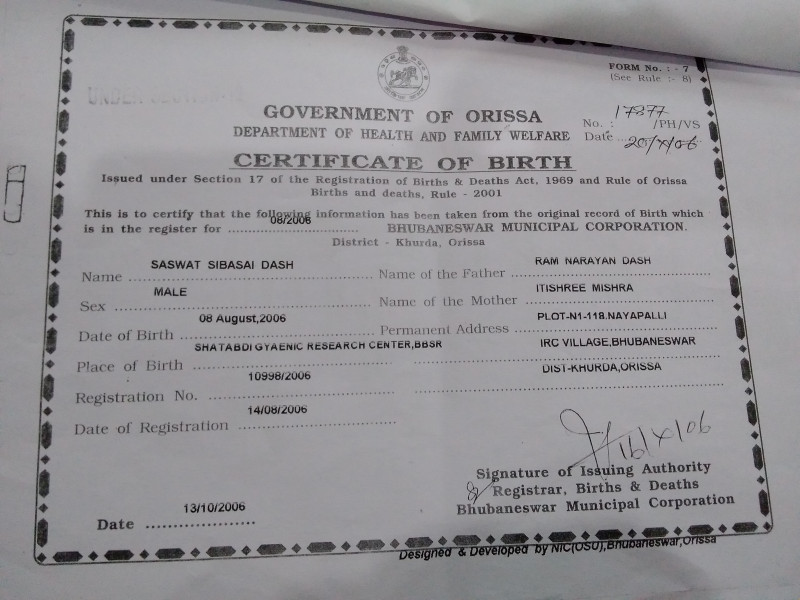 FORM No. : - 7
(See Rule :- 8)
GOVERNMENT OF ORISSA
No. : 17877 /PH/VS
DEPARTMENT OF HEALTH AND FAMILY WELFARE
Date ... 20/X/06
CERTIFICATE OF BIRTH
Issued under Section 17 of the Registration of Births & Deaths Act, 1969 and Rule of Orissa
Births and deaths, Rule - 2001
This is to certify that the following information has been taken from the original record of Birth which
is in the register for 08/2006 BHUBANESWAR MUNICIPAL CORPORATION.
District - Khurda, Orissa
Name SASWAT SIBASAI DASH Name of the Father RAM NARAYAN DASH
Sex MALE Name of the Mother ITISHREE MISHRA
Date of Birth 08 August,2006 Permanent Address PLOT-N1-118.NAYAPALLI
Place of Birth SHATABDI GYAENIC RESEARCH CENTER,BBSR IRC VILLAGE,BHUBANESWAR
Registration No. 10998/2006 DIST-KHURDA,ORISSA
Date of Registration 14/08/2006
16/X/06
Signature of Issuing Authority
Registrar, Births & Deaths
Bhubaneswar Municipal Corporation
Date 13/10/2006
Designed & Developed by NIC(OSU),Bhubaneswar,Orissa